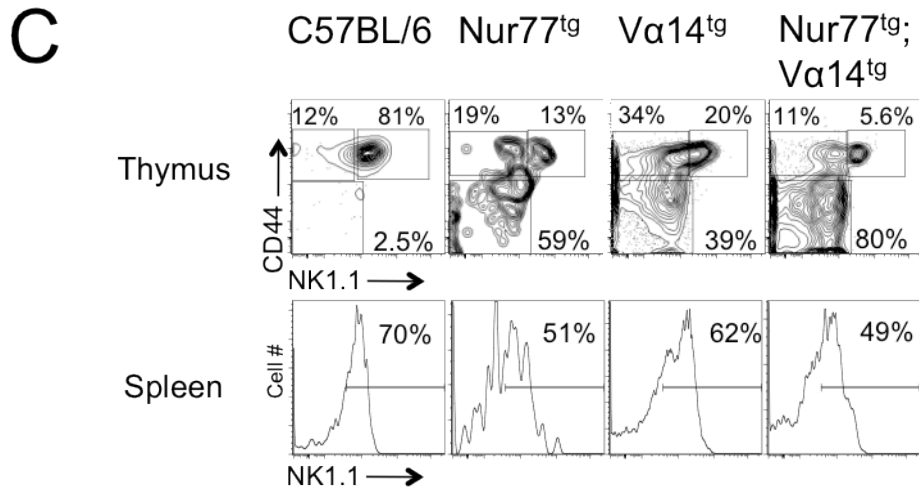 C
C57BL/6 Nur77tg Vα14tg Nur77tg;
Vα14tg
12% 81% 19% 13% 34% 20% 11% 5.6%
Thymus
CD44
2.5% 59% 39% 80%
NK1.1
70% 51% 62% 49%
Cell #
Spleen
NK1.1